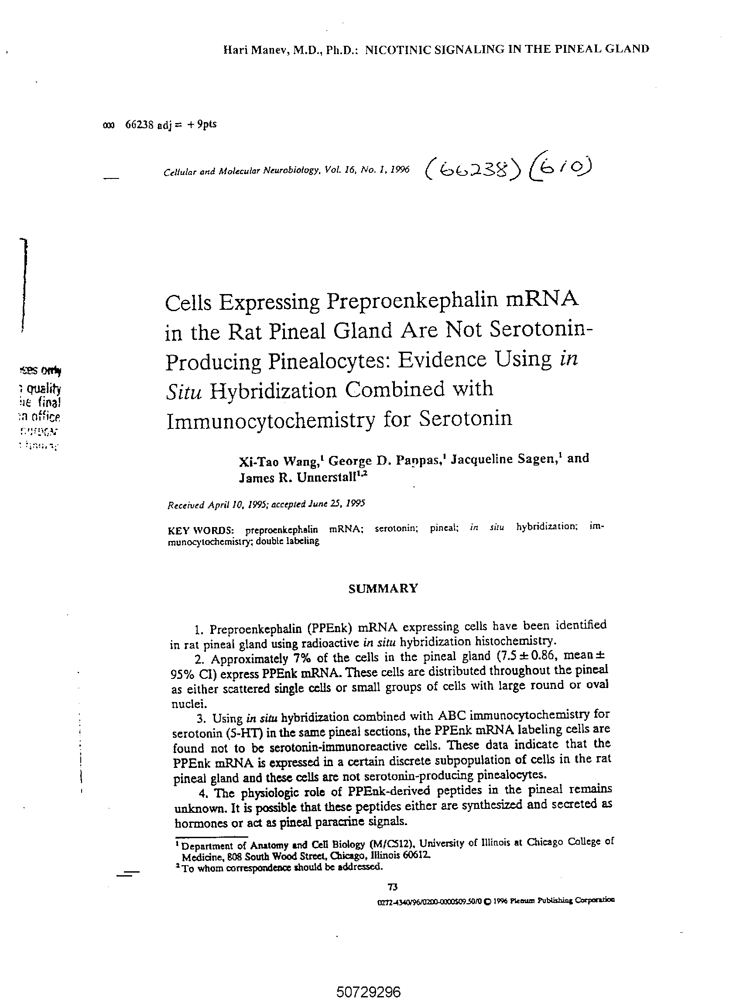 Hari Manev, M.D., Ph.D.: NICOTINIC SIGNALING IN THE PINEAL GLAND
000 66238 adj = + 9pts
Cellular and Molecular Neurobiology, Vol. 16, No. 1, 1996 (66238) (610)
Cells Expressing Preproenkephalin mRNA
in the Rat Pineal Gland Are Not Serotonin-
Producing Pinealocytes: Evidence Using in
Situ Hybridization Combined with
Immunocytochemistry for Serotonin
only
quality
final
office
Xi-Tao Wang,¹ George D. Pappas,¹ Jacqueline Sagen,¹ and
James R. Unnerstall¹,²
Received April 10, 1995; accepted June 25, 1995
KEY WORDS: preproenkephalin mRNA; serotonin; pineal; in situ hybridization; im-
munocytochemistry; double labeling
SUMMARY
1. Preproenkephalin (PPEnk) mRNA expressing cells have been identified
in rat pineal gland using radioactive in situ hybridization histochemistry.
2. Approximately 7% of the cells in the pineal gland (7.5 ± 0.86, mean ±
95% CI) express PPEnk mRNA. These cells are distributed throughout the pineal
as either scattered single cells or small groups of cells with large round or oval
nuclei.
3. Using in situ hybridization combined with ABC immunocytochemistry for
serotonin (5-HT) in the same pineal sections, the PPEnk mRNA labeling cells are
found not to be serotonin-immunoreactive cells. These data indicate that the
PPEnk mRNA is expressed in a certain discrete subpopulation of cells in the rat
pineal gland and these cells are not serotonin-producing pinealocytes.
4. The physiologic role of PPEnk-derived peptides in the pineal remains
unknown. It is possible that these peptides either are synthesized and secreted as
hormones or act as pineal paracrine signals.
¹ Department of Anatomy and Cell Biology (M/C512), University of Illinois at Chicago College of
Medicine, 808 South Wood Street, Chicago, Illinois 60612.
² To whom correspondence should be addressed.
73
0272-4340/96/0200-0000$09.50/0 © 1996 Plenum Publishing Corporation
50729296